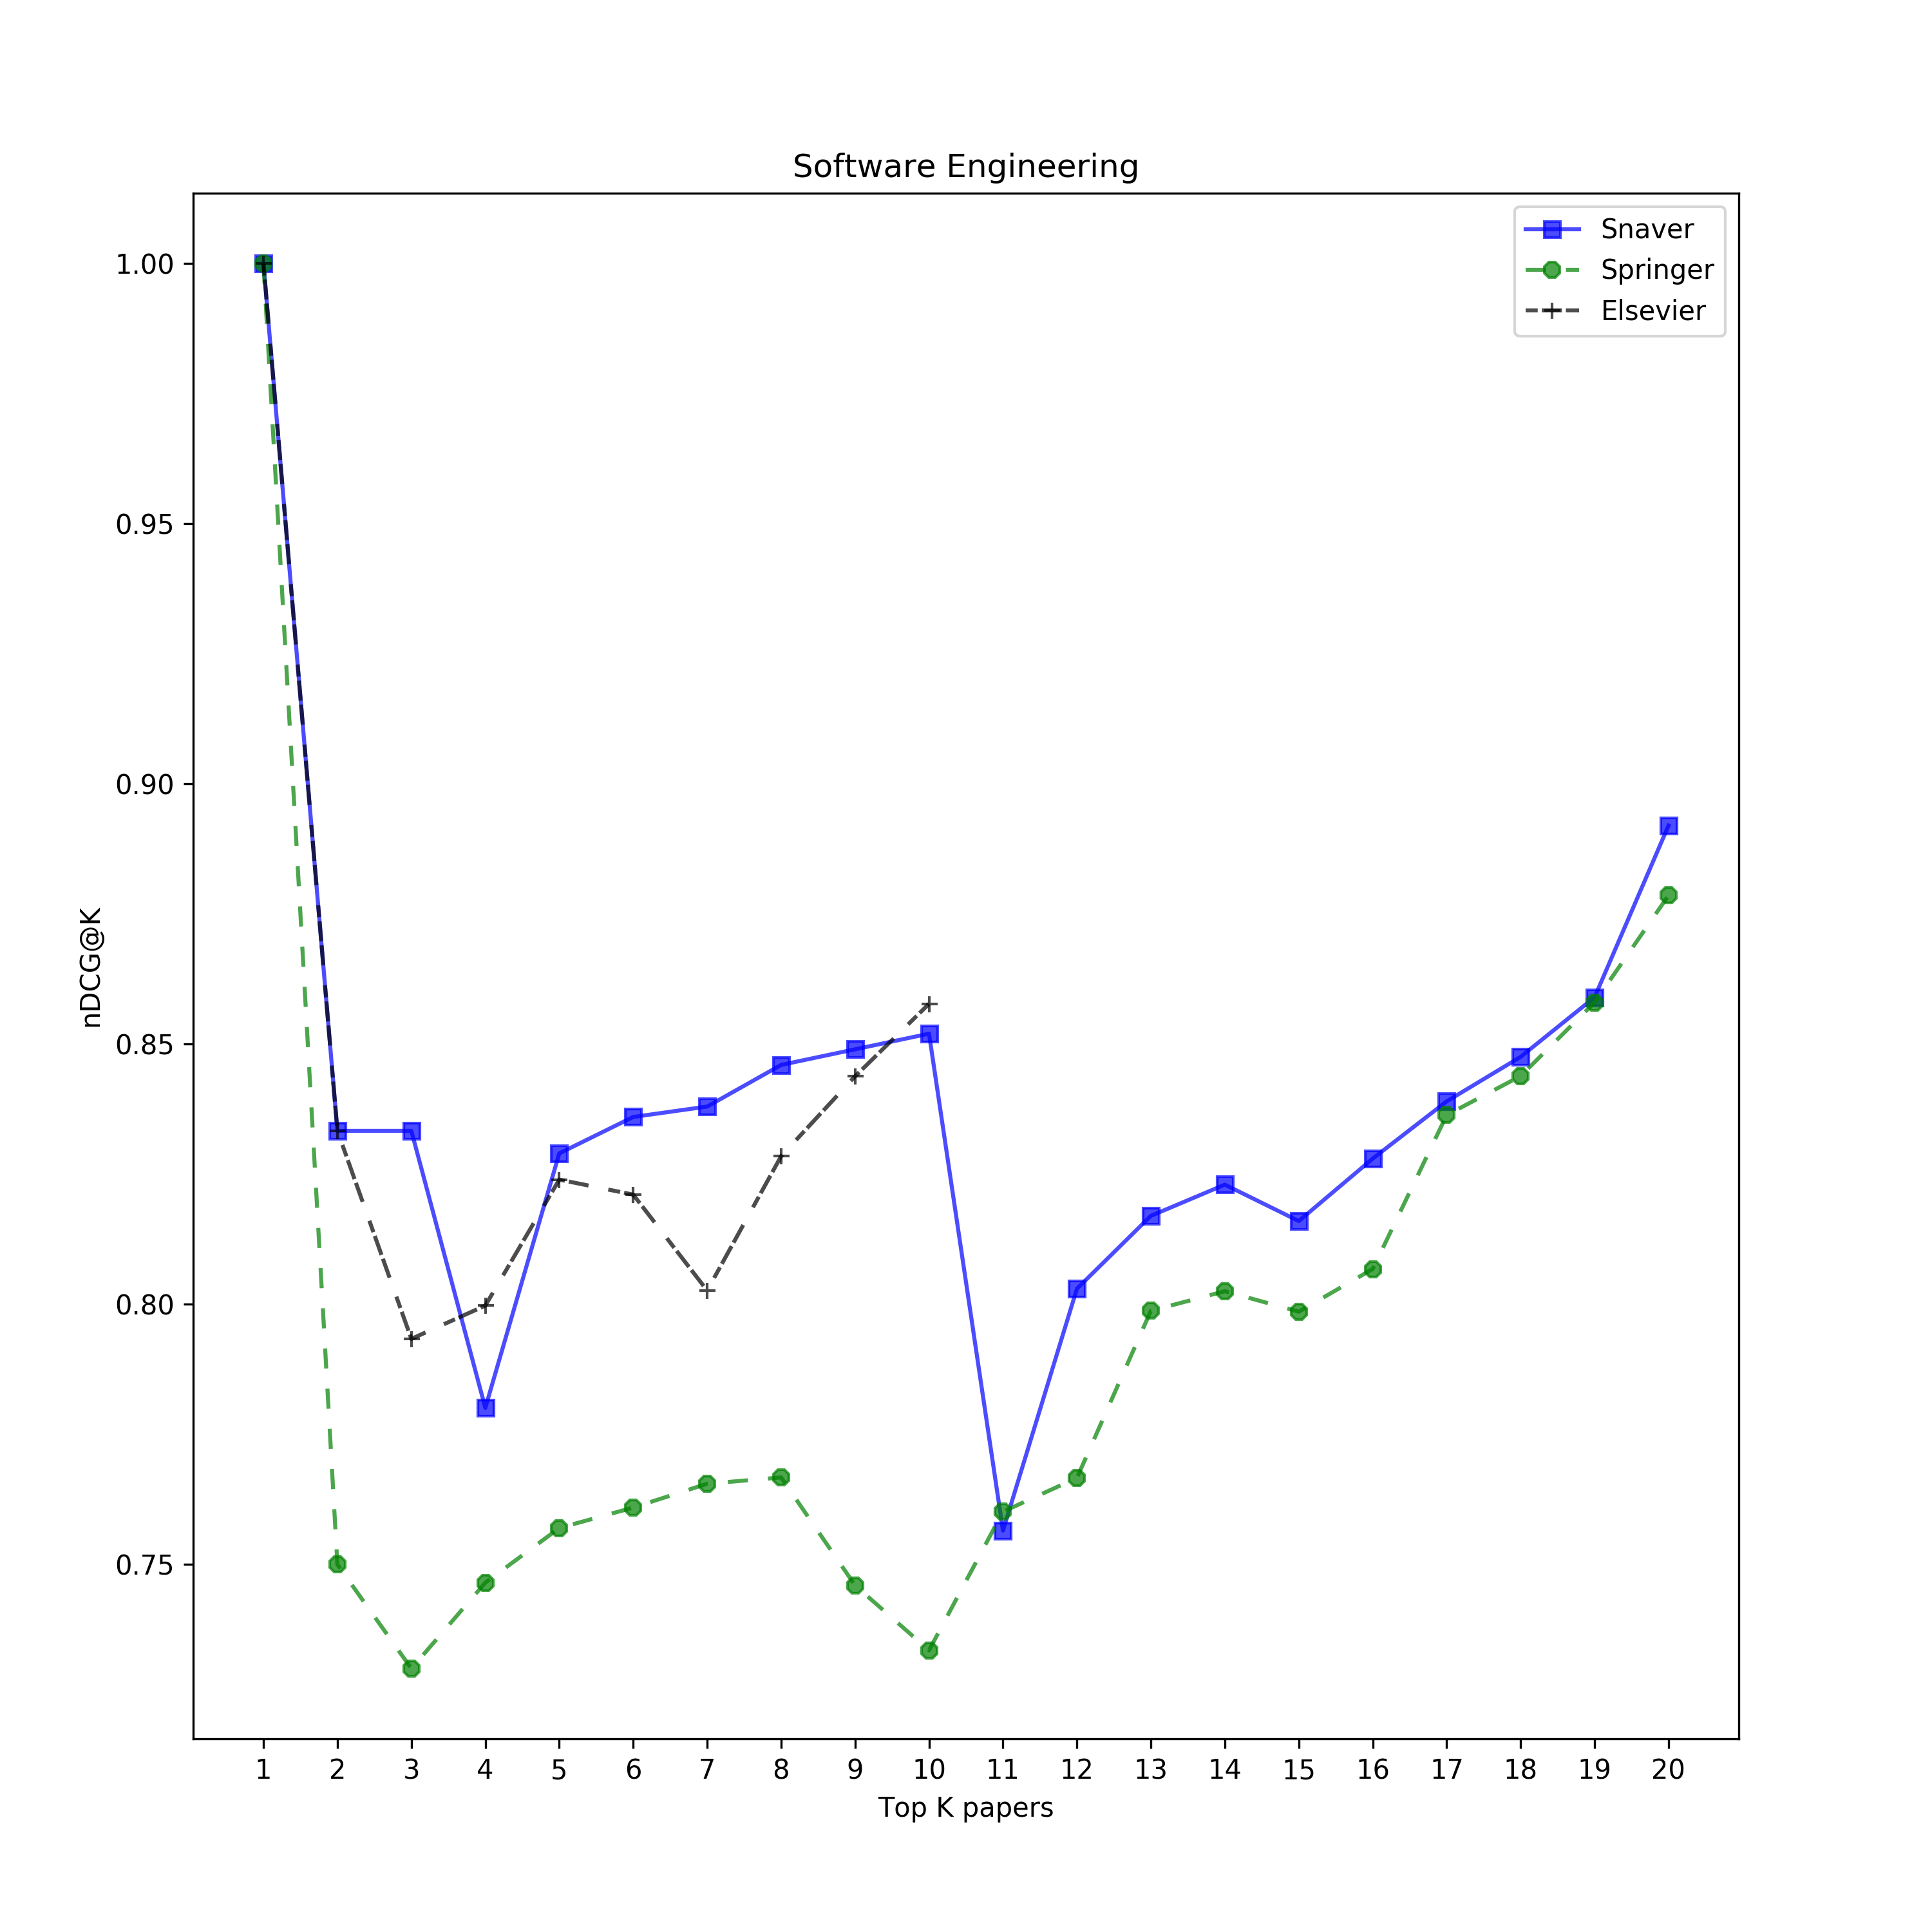 Software Engineering
Snaver
Springer
Elsevier
1.00
0.95
0.90
0.85
0.80
0.75
nDCG@K
1 2 3 4 5 6 7 8 9 10 11 12 13 14 15 16 17 18 19 20
Top K papers